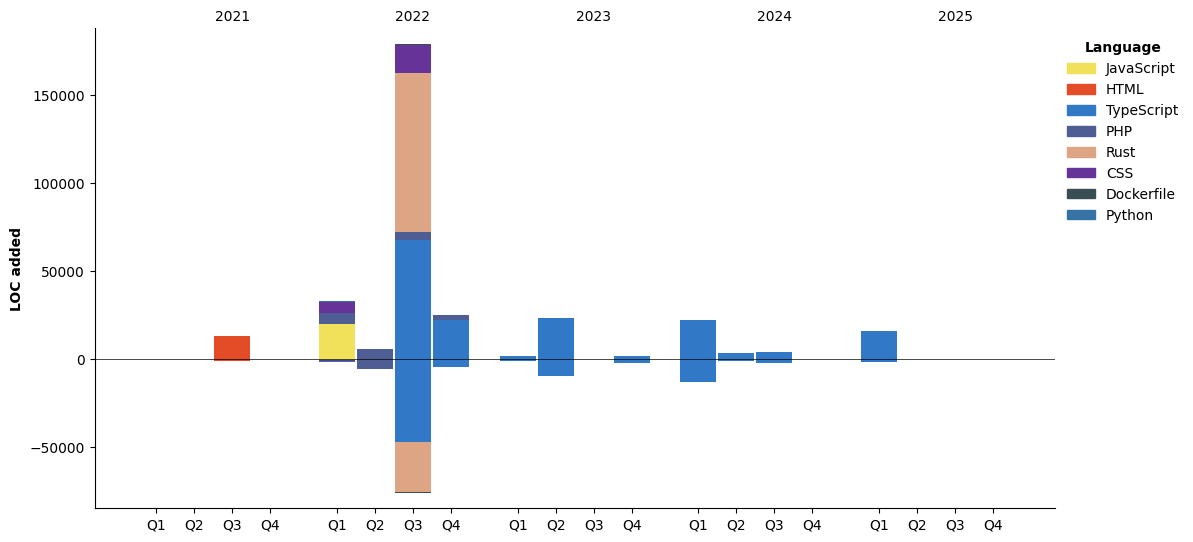 2021 2022 2023 2024 2025
Language
JavaScript
HTML
TypeScript
PHP
Rust
CSS
Dockerfile
Python
LOC added
150000
100000
50000
0
−50000
Q1 Q2 Q3 Q4 Q1 Q2 Q3 Q4 Q1 Q2 Q3 Q4 Q1 Q2 Q3 Q4 Q1 Q2 Q3 Q4